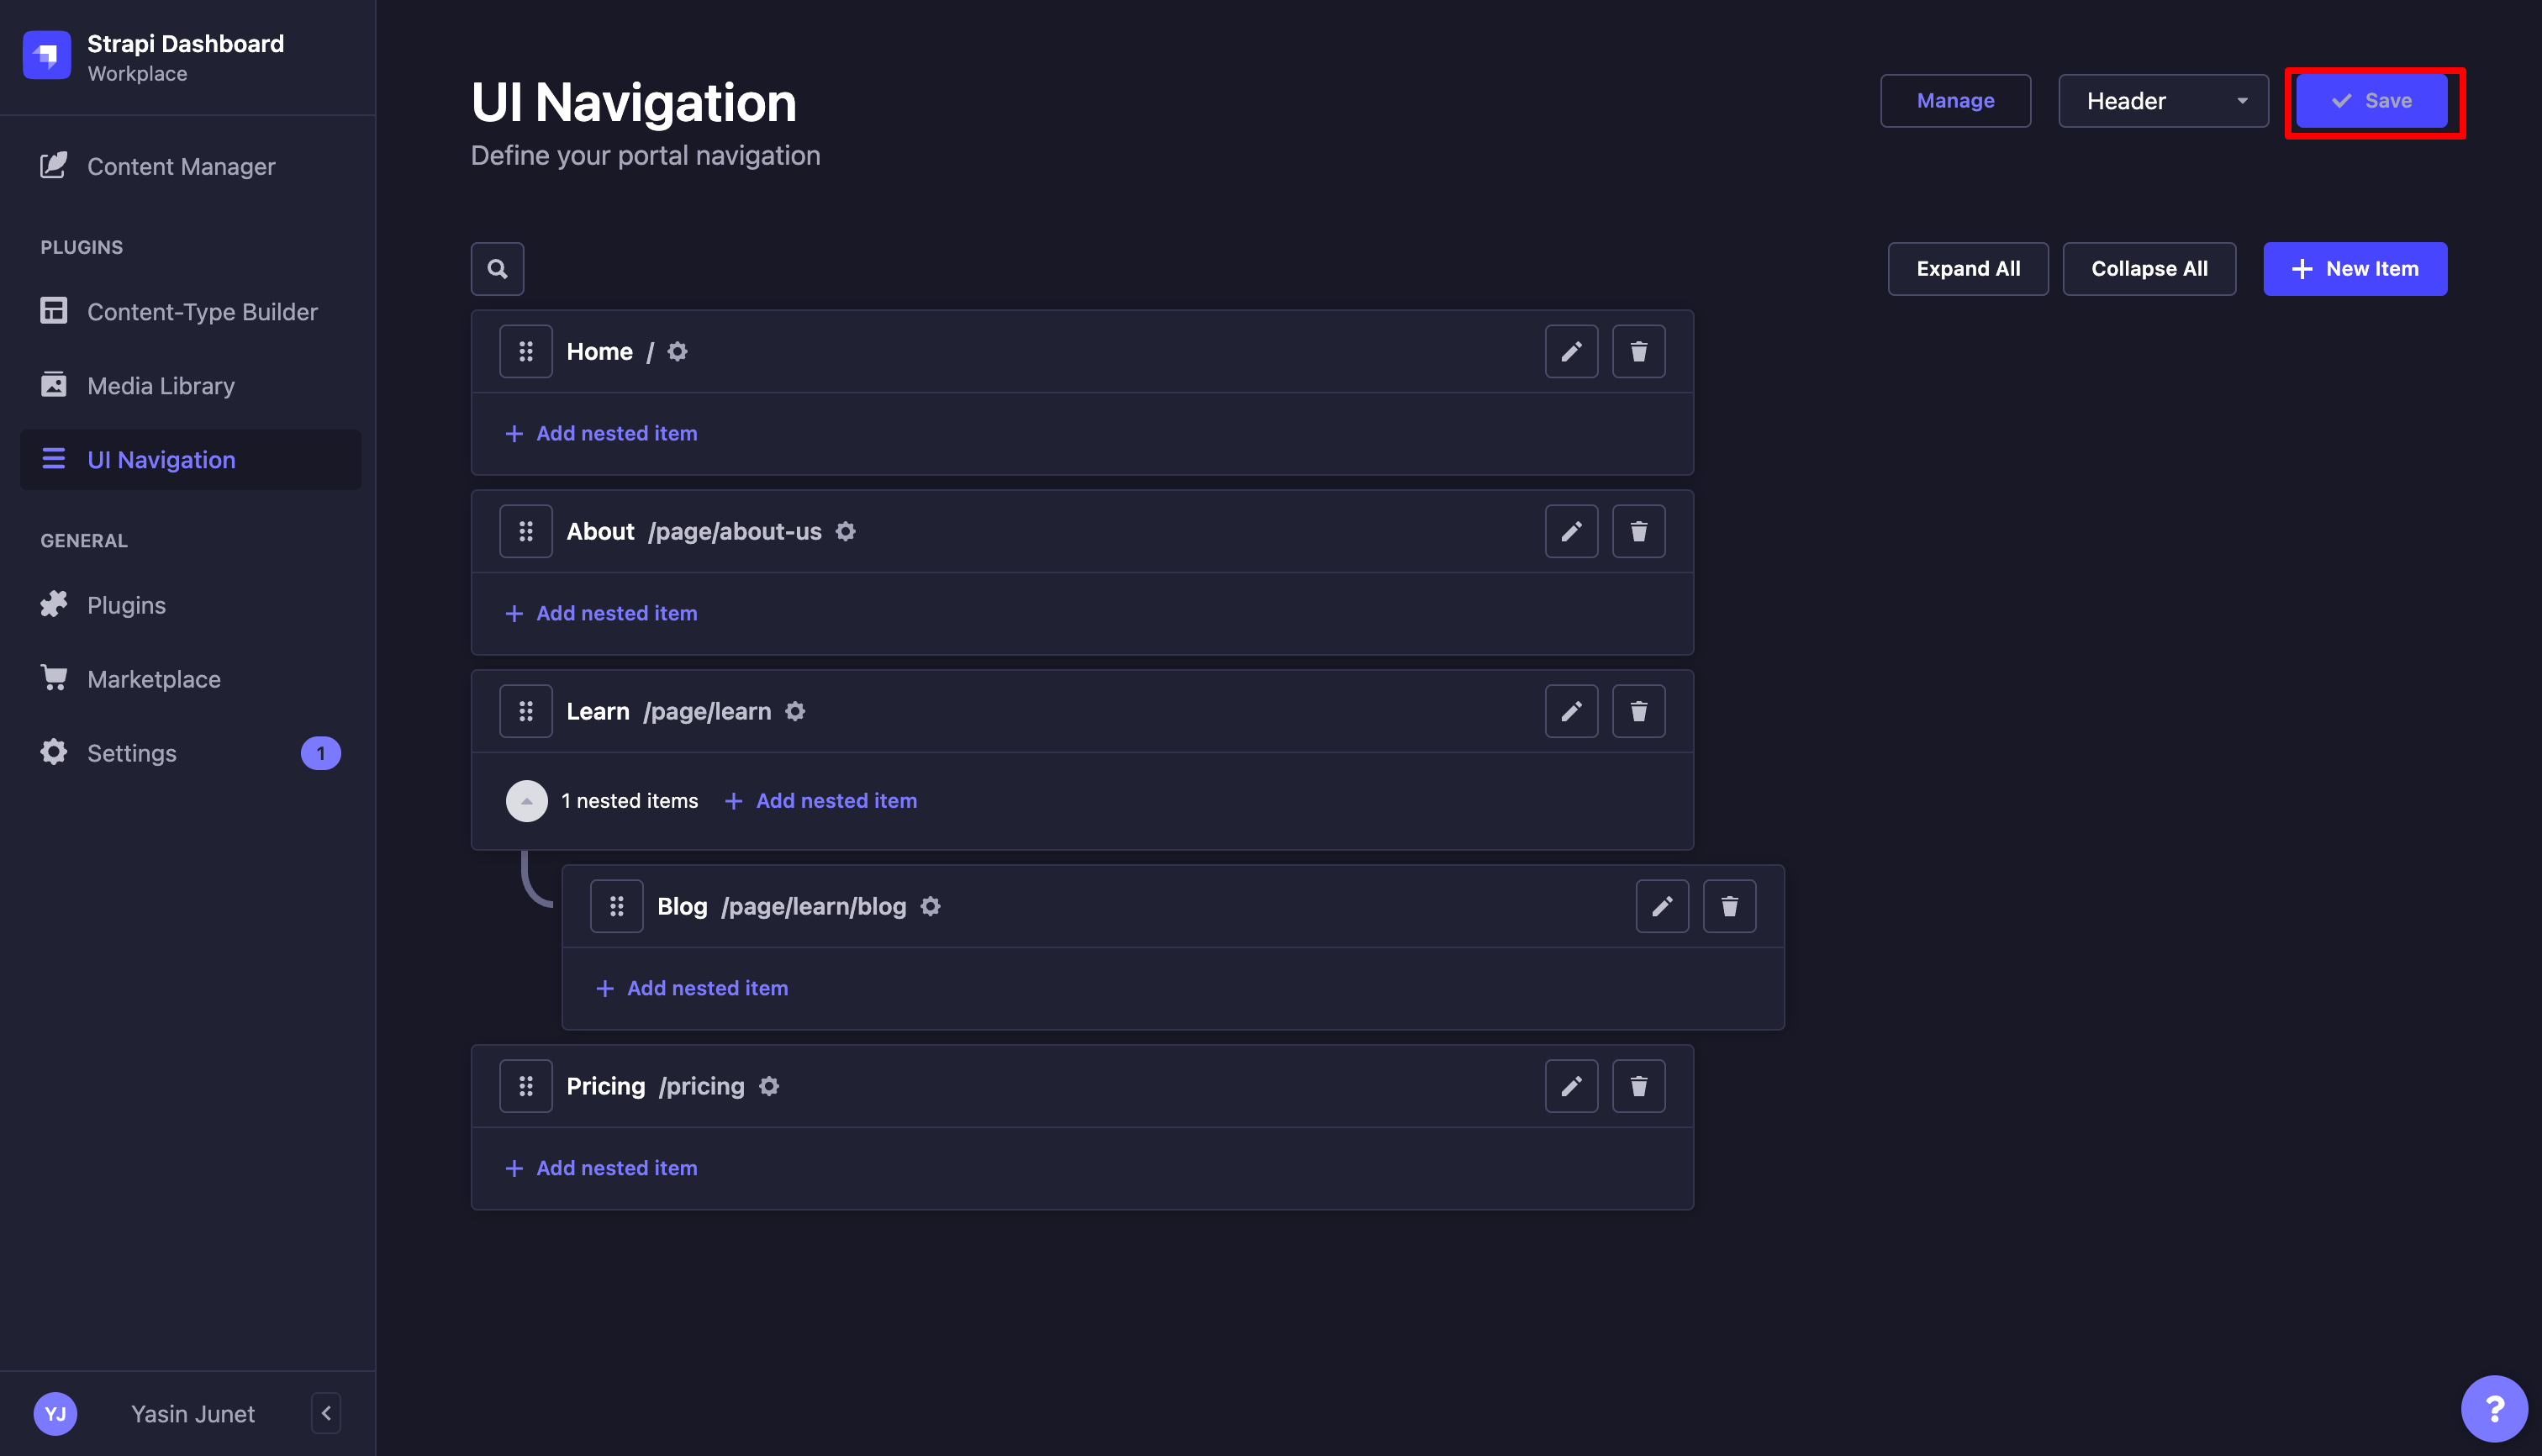 Strapi Dashboard
Workplace
Content Manager
PLUGINS
Content-Type Builder
Media Library
UI Navigation
GENERAL
Plugins
Marketplace
Settings 1
YJ Yasin Junet
UI Navigation
Define your portal navigation
Manage Header Save
Expand All Collapse All New Item
Home /
Add nested item
About /page/about-us
Add nested item
Learn /page/learn
1 nested items Add nested item
Blog /page/learn/blog
Add nested item
Pricing /pricing
Add nested item
?